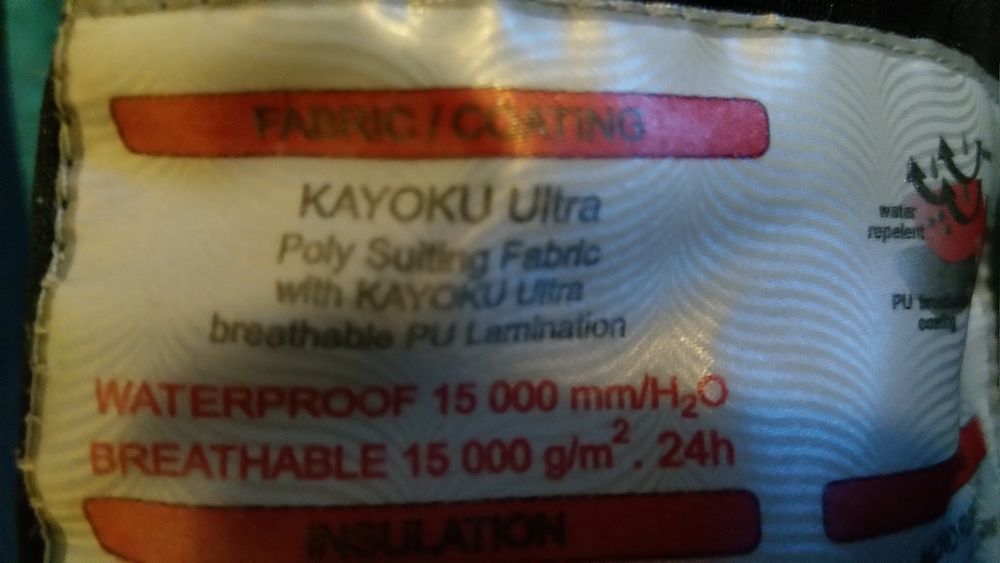 FABRIC / COATING
KAYOKU Ultra
Poly Suiting Fabric
with KAYOKU Ultra
breathable PU Lamination
WATERPROOF 15 000 mm/H₂O
BREATHABLE 15 000 g/m². 24h
INSULATION
water
repelent
PU
coating